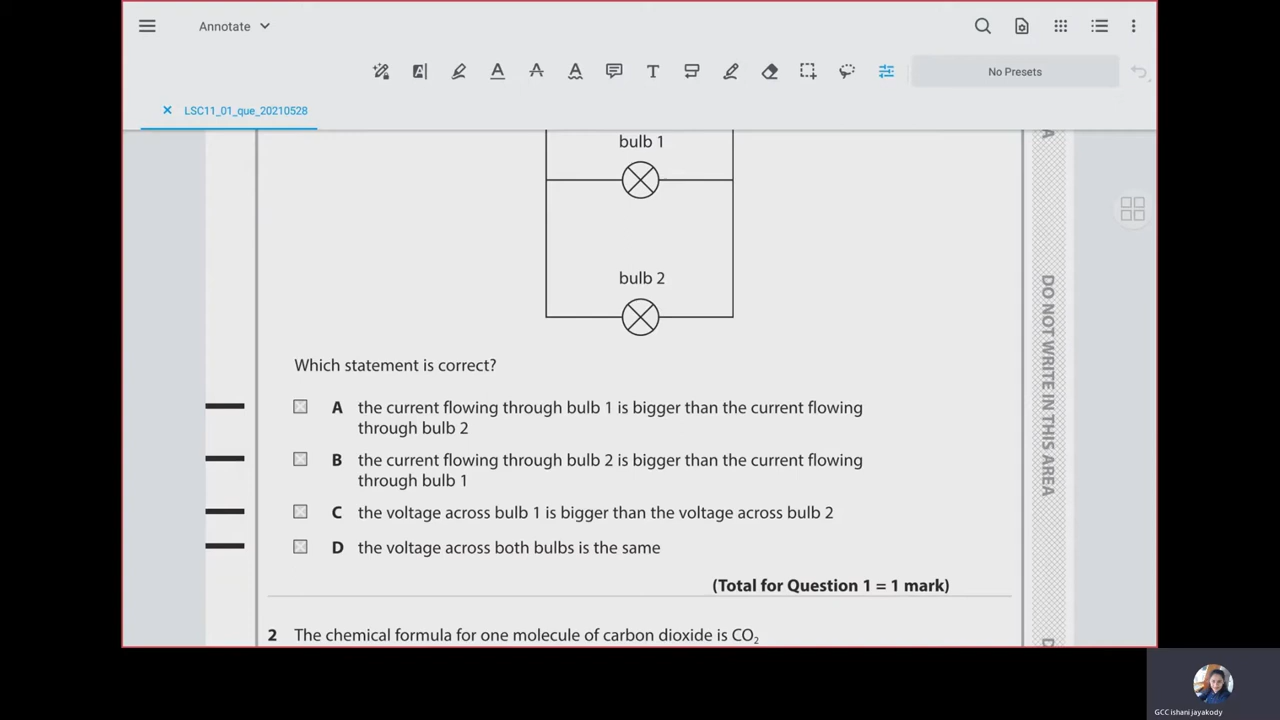 Annotate
No Presets
LSC11_01_que_20210528
bulb 1
bulb 2
Which statement is correct?
A the current flowing through bulb 1 is bigger than the current flowing
through bulb 2
B the current flowing through bulb 2 is bigger than the current flowing
through bulb 1
C the voltage across bulb 1 is bigger than the voltage across bulb 2
D the voltage across both bulbs is the same
(Total for Question 1 = 1 mark)
2 The chemical formula for one molecule of carbon dioxide is CO₂
A
DO NOT WRITE IN THIS AREA
D
GCC ishani jayakody